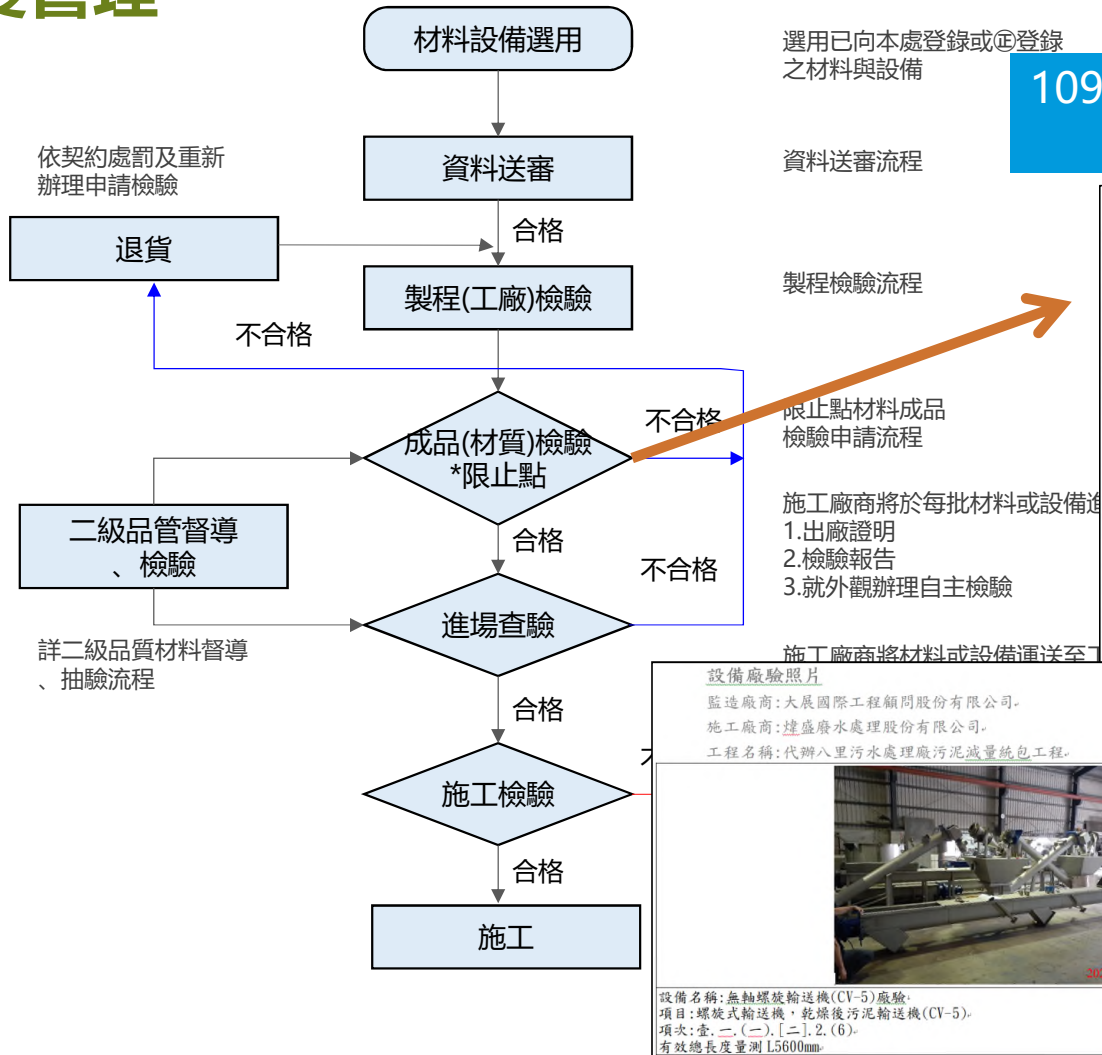 管理
材料設備選用
選用已向本處登錄或㊣登錄
之材料與設備
109
依契約處罰及重新
辦理申請檢驗
資料送審
資料送審流程
退貨
合格
製程(工廠)檢驗
製程檢驗流程
不合格
成品(材質)檢驗
*限止點
不合格
限止點材料成品
檢驗申請流程
二級品管督導
、檢驗
合格
不合格
施工廠商將於每批材料或設備進
1.出廠證明
2.檢驗報告
3.就外觀辦理自主檢驗
進場查驗
詳二級品質材料督導
、抽驗流程
施工廠商將材料或設備運送至工
合格
施工檢驗
合格
施工
設備廠驗照片
監造廠商:大展國際工程顧問股份有限公司
施工廠商:煒盛廢水處理股份有限公司
工程名稱:代辦八里污水處理廠污泥減量統包工程
設備名稱:無軸螺旋輸送機(CV-5)廠驗
項目:螺旋式輸送機,乾燥後污泥輸送機(CV-5)
項次:壹.一.(一).[二].2.(6)
有效總長度量測 L5600mm